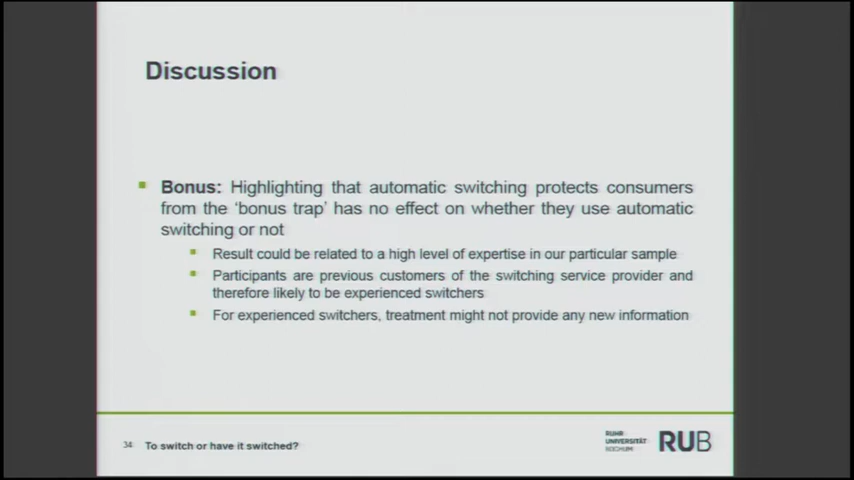 Discussion
Bonus: Highlighting that automatic switching protects consumers
from the ‘bonus trap’ has no effect on whether they use automatic
switching or not
Result could be related to a high level of expertise in our particular sample
Participants are previous customers of the switching service provider and
therefore likely to be experienced switchers
For experienced switchers, treatment might not provide any new information
34 To switch or have it switched?
RUHR
UNIVERSITÄT
BOCHUM
RUB